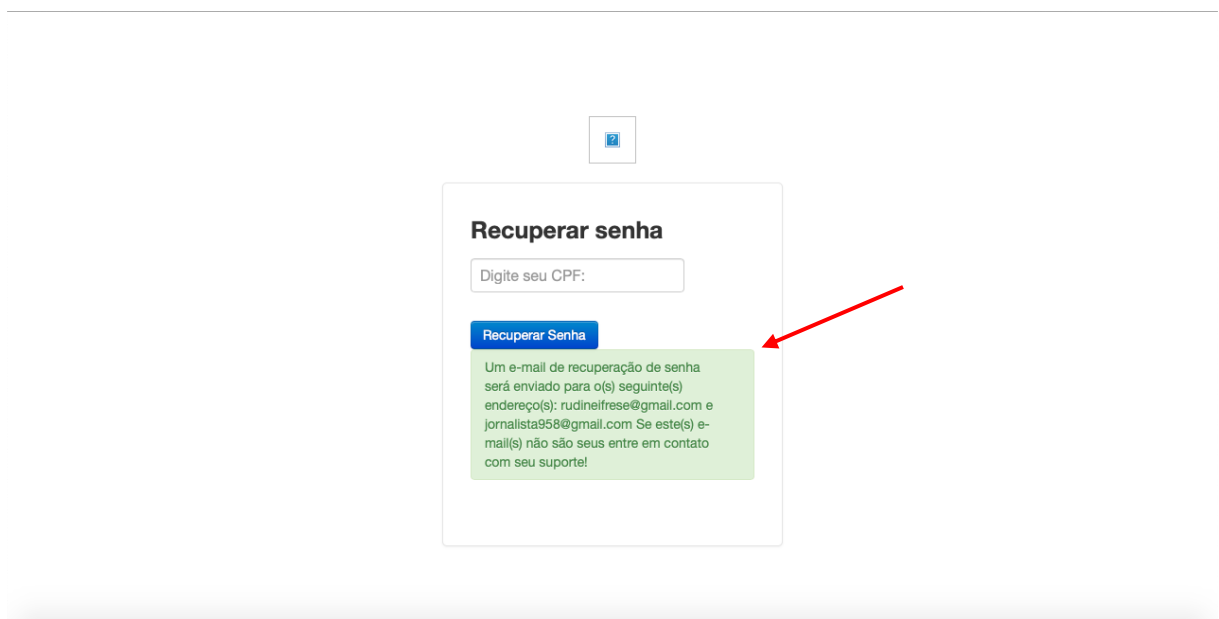 Recuperar senha
Digite seu CPF:
Recuperar Senha
Um e-mail de recuperação de senha
será enviado para o(s) seguinte(s)
endereço(s): rudineifrese@gmail.com e
jornalista958@gmail.com Se este(s) e-
mail(s) não são seus entre em contato
com seu suporte!